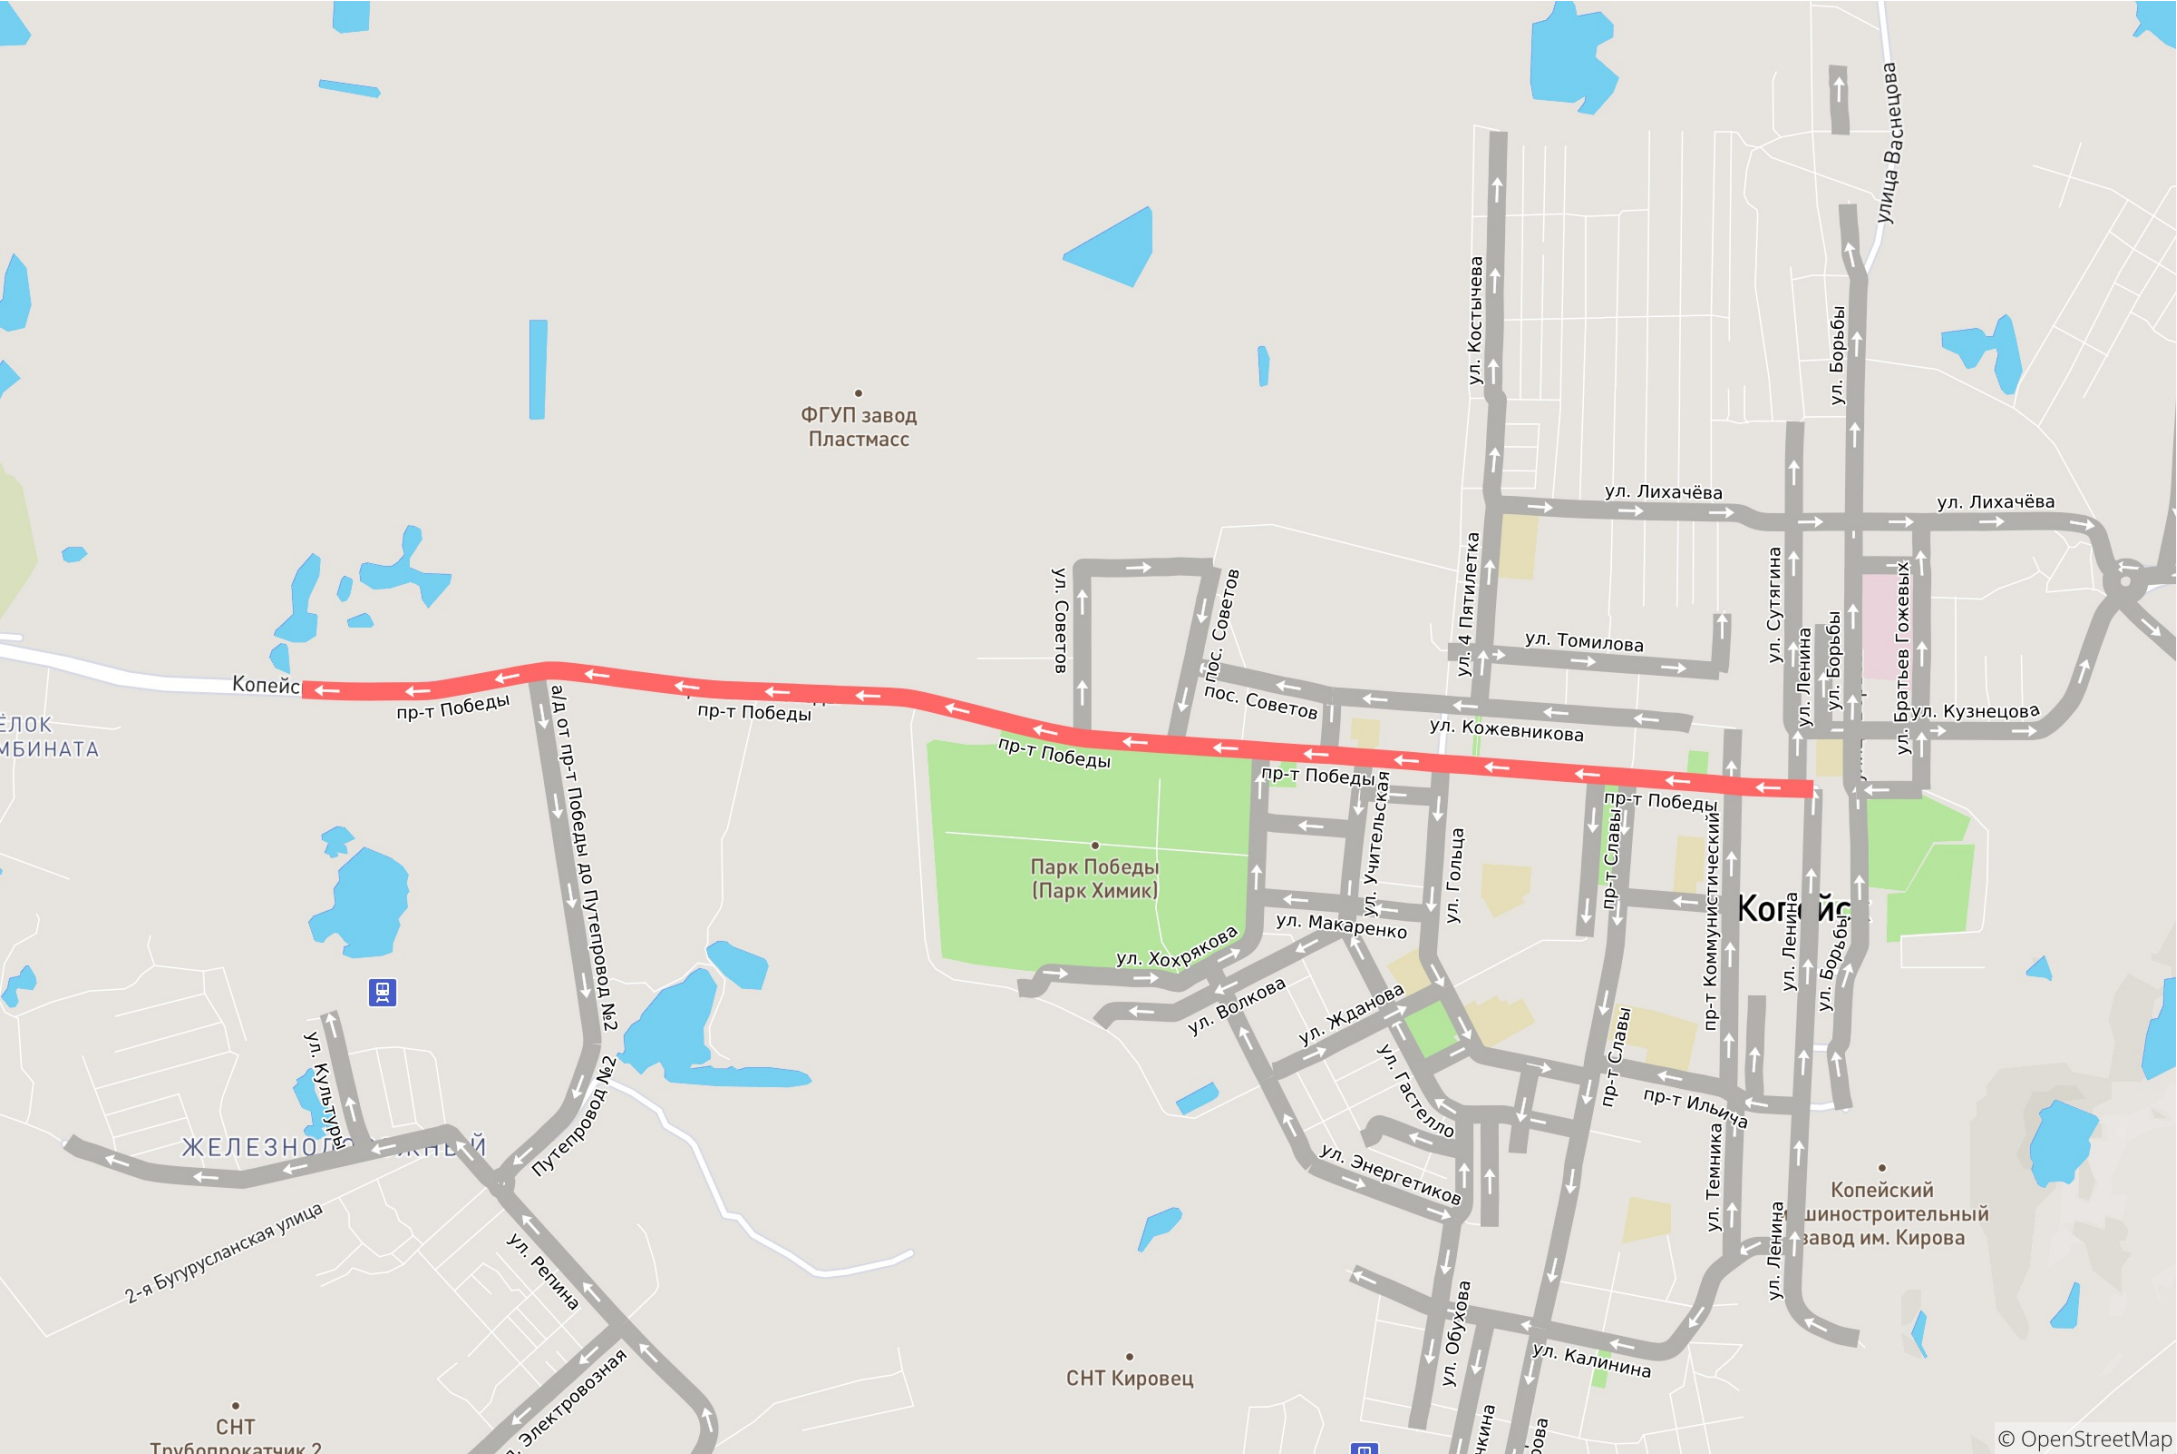 улица Васнецова
ул. Костычева
ул. Борьбы
ФГУП завод
Пластмасс
ул. Лихачёва
ул. Лихачёва
ул. 4 Пятилетка
ул. Сутягина
ул. Советов
пос. Советов
ул. Томилова
ул. Ленина
ул. Борьбы
ул. Братьев Гожевых
Копейс
пос. Советов
ул. Кузнецова
пр-т Победы
пр-т Победы
ул. Кожевникова
пр-т Победы
пр-т Победы
пр-т Победы
а/д от пр-т Победы до Путепровод №2
ул. Учительская
ул. Гольца
пр-т Славы
пр-т Коммунистический
Парк Победы
(Парк Химик)
ул. Макаренко
ул. Ленина
ул. Борьбы
ул. Хохрякова
ул. Волкова
ул. Жданова
ул. Гастелло
пр-т Славы
пр-т Ильича
ул. Культуры
Путепровод №2
ул. Энергетиков
ул. Темника
Копейский
завод им. Кирова
2-я Бугурусланская улица
ул. Репина
ул. Ленина
ул. Обухова
ул. Калинина
СНТ Кировец
Электровозная
СНТ
Трубопрокатчик 2
© OpenStreetMap